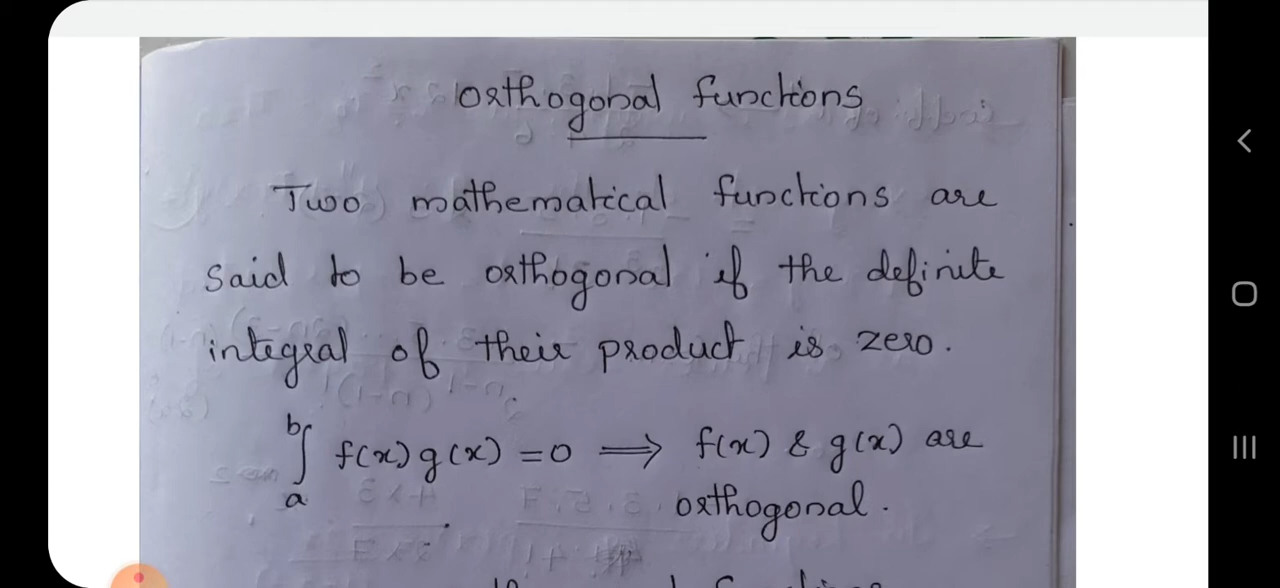 Orthogonal functions
Two mathematical functions are
said to be orthogonal if the definite
integral of their product is zero.
b∫a f(x) g(x) = 0 ⟹ f(x) & g(x) are
orthogonal.